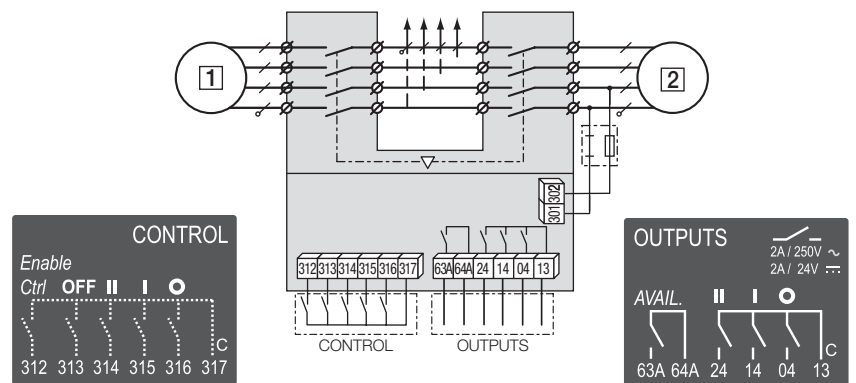 1
2
302
301
312 313 314 315 316 317
63A 64A 24 14 04 13
CONTROL
OUTPUTS
CONTROL
Enable
Ctrl OFF II I O
C
312 313 314 315 316 317
OUTPUTS
2A / 250V ~
2A / 24V ⎓
AVAIL. II I O
C
63A 64A 24 14 04 13